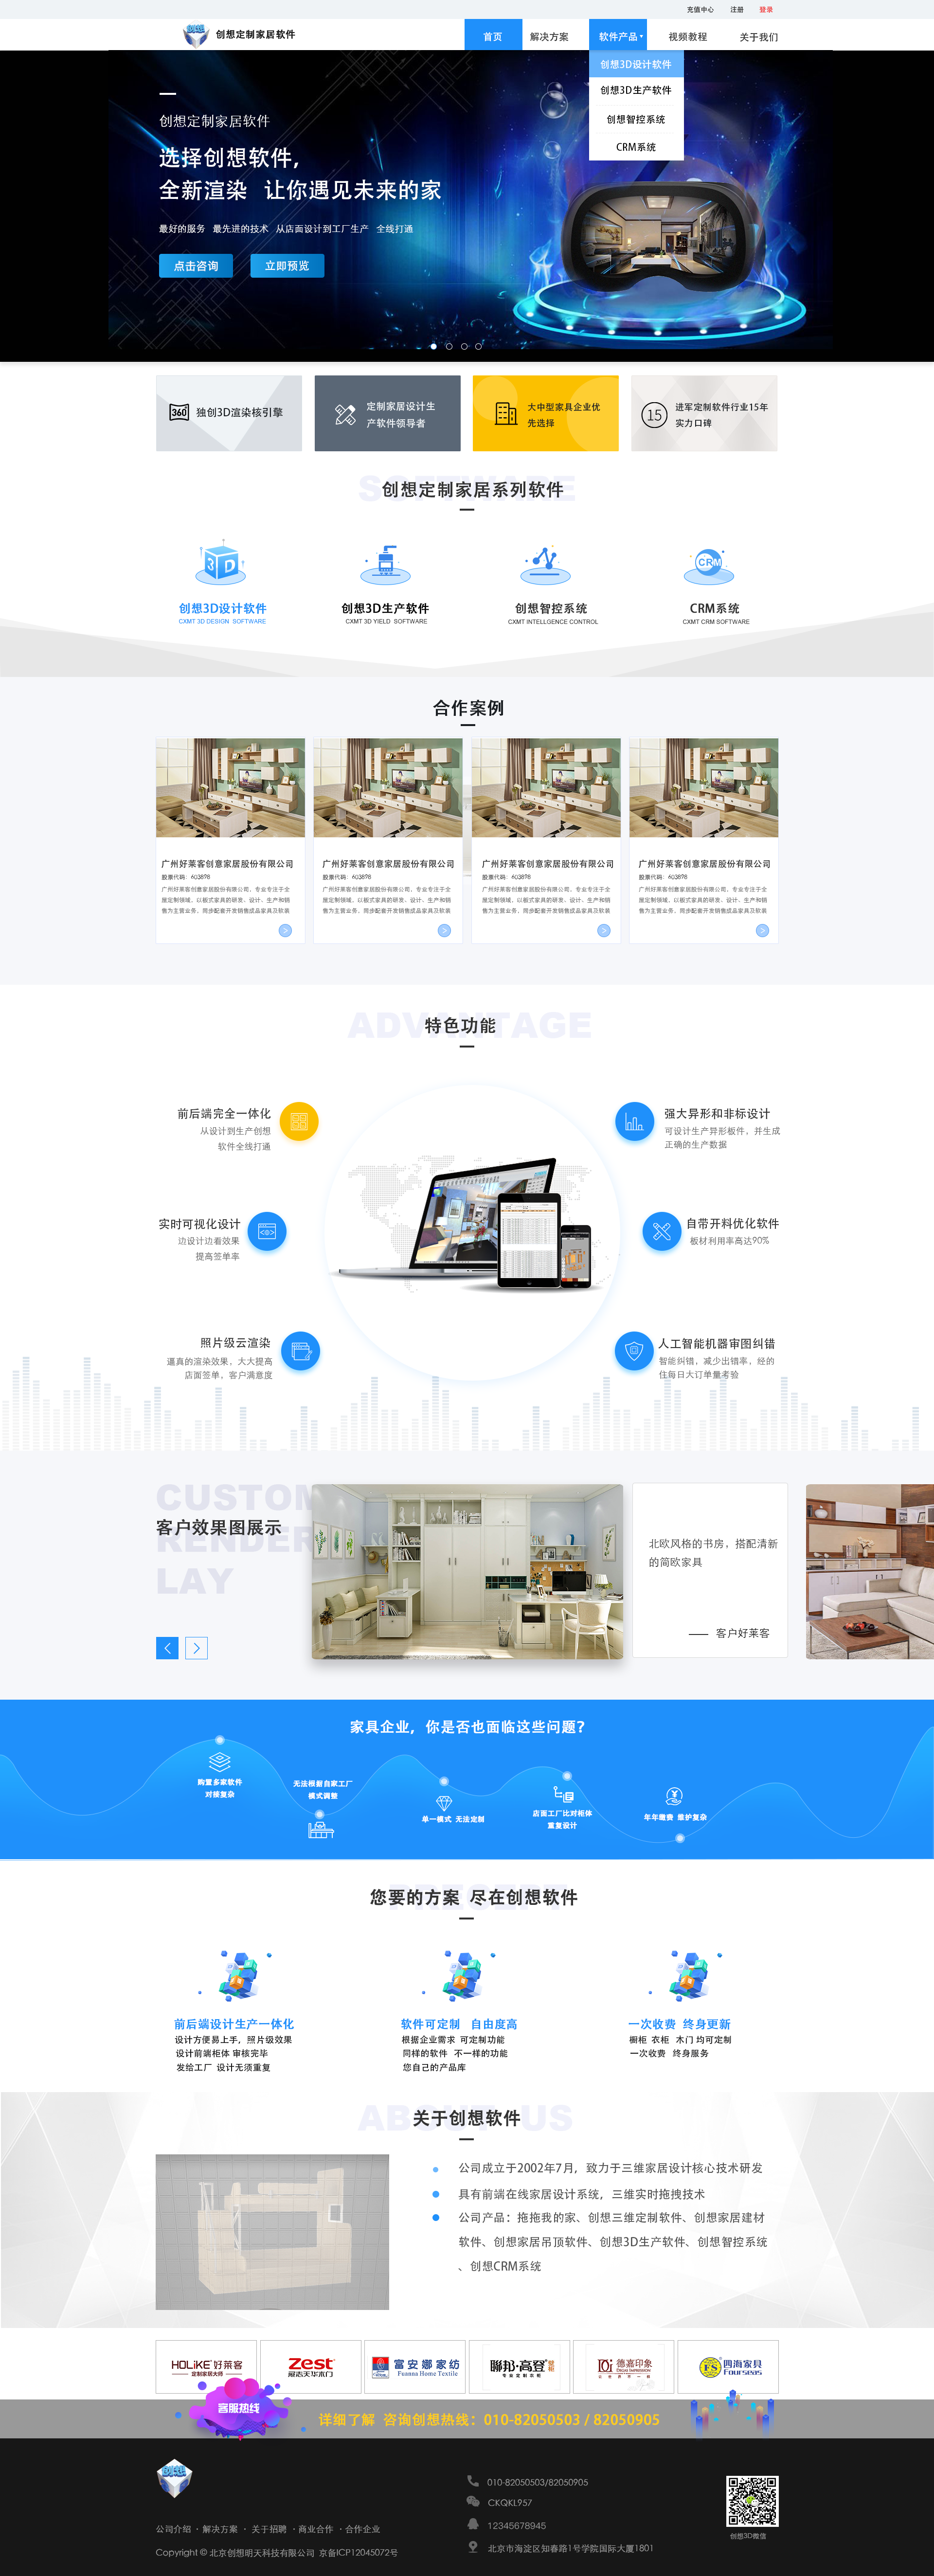 充值中心 注册 登录
创想
创想定制家居软件
首页 解决方案 软件产品 视频教程 关于我们
创想3D设计软件
创想3D生产软件
创想智控系统
CRM系统
创想定制家居软件
选择创想软件,
全新渲染 让你遇见未来的家
最好的服务 最先进的技术 从店面设计到工厂生产 全线打通
点击咨询 立即预览
360 独创3D渲染核引擎
定制家居设计生
产软件领导者
大中型家具企业优
先选择
15 进军定制软件行业15年
实力口碑
SOFTWARE
创想定制家居系列软件
3D
CRM
创想3D设计软件 创想3D生产软件 创想智控系统 CRM系统
CXMT 3D DESIGN SOFTWARE CXMT 3D YIELD SOFTWARE CXMT INTELLGENCE CONTROL CXMT CRM SOFTWARE
合作案例
广州好莱客创意家居股份有限公司
股票代码：603898
广州好莱客创意家居股份有限公司，专业专注于全
屋定制领域，以板式家具的研发、设计、生产和销
售为主营业务，同步配套开发销售成品家具及软装
广州好莱客创意家居股份有限公司
股票代码：603898
广州好莱客创意家居股份有限公司，专业专注于全
屋定制领域，以板式家具的研发、设计、生产和销
售为主营业务，同步配套开发销售成品家具及软装
广州好莱客创意家居股份有限公司
股票代码：603898
广州好莱客创意家居股份有限公司，专业专注于全
屋定制领域，以板式家具的研发、设计、生产和销
售为主营业务，同步配套开发销售成品家具及软装
广州好莱客创意家居股份有限公司
股票代码：603898
广州好莱客创意家居股份有限公司，专业专注于全
屋定制领域，以板式家具的研发、设计、生产和销
售为主营业务，同步配套开发销售成品家具及软装
ADVANTAGE
特色功能
前后端完全一体化
从设计到生产创想
软件全线打通
强大异形和非标设计
可设计生产异形板件，并生成
正确的生产数据
实时可视化设计
边设计边看效果
提高签单率
自带开料优化软件
板材利用率高达90%
照片级云渲染
逼真的渲染效果，大大提高
店面签单，客户满意度
人工智能机器审图纠错
智能纠错，减少出错率，经的
住每日大订单量考验
CUSTOM
RENDER
LAY
客户效果图展示
北欧风格的书房，搭配清新
的简欧家具
—— 客户好莱客
家具企业，你是否也面临这些问题?
购置多家软件
对接复杂
无法根据自家工厂
模式调整
单一模式 无法定制
店面工厂比对柜体
重复设计
年年缴费 维护复杂
您要的方案 尽在创想软件
前后端设计生产一体化
设计方便易上手，照片级效果
设计前端柜体 审核完毕
发给工厂 设计无须重复
软件可定制 自由度高
根据企业需求 可定制功能
同样的软件 不一样的功能
您自己的产品库
一次收费 终身更新
橱柜 衣柜 木门 均可定制
一次收费 终身服务
ABOUT US
关于创想软件
公司成立于2002年7月，致力于三维家居设计核心技术研发
具有前端在线家居设计系统，三维实时拖拽技术
公司产品：拖拖我的家、创想三维定制软件、创想家居建材
软件、创想家居吊顶软件、创想3D生产软件、创想智控系统
、创想CRM系统
HOLiKE 好莱客
定制家居大师
Zest
富安娜家纺
Fuanna Home Textile
聯邦·高登 壁柜
专业定制衣柜
德嘉印象
四海家具
FOURSEAS
客服热线
详细了解 咨询创想热线：010-82050503 / 82050905
创想
010-82050503/82050905
CKQKL957
12345678945
北京市海淀区知春路1号学院国际大厦1801
公司介绍 · 解决方案 · 关于招聘 · 商业合作 · 合作企业
Copyright © 北京创想明天科技有限公司 京备ICP12045072号
创想3D微信